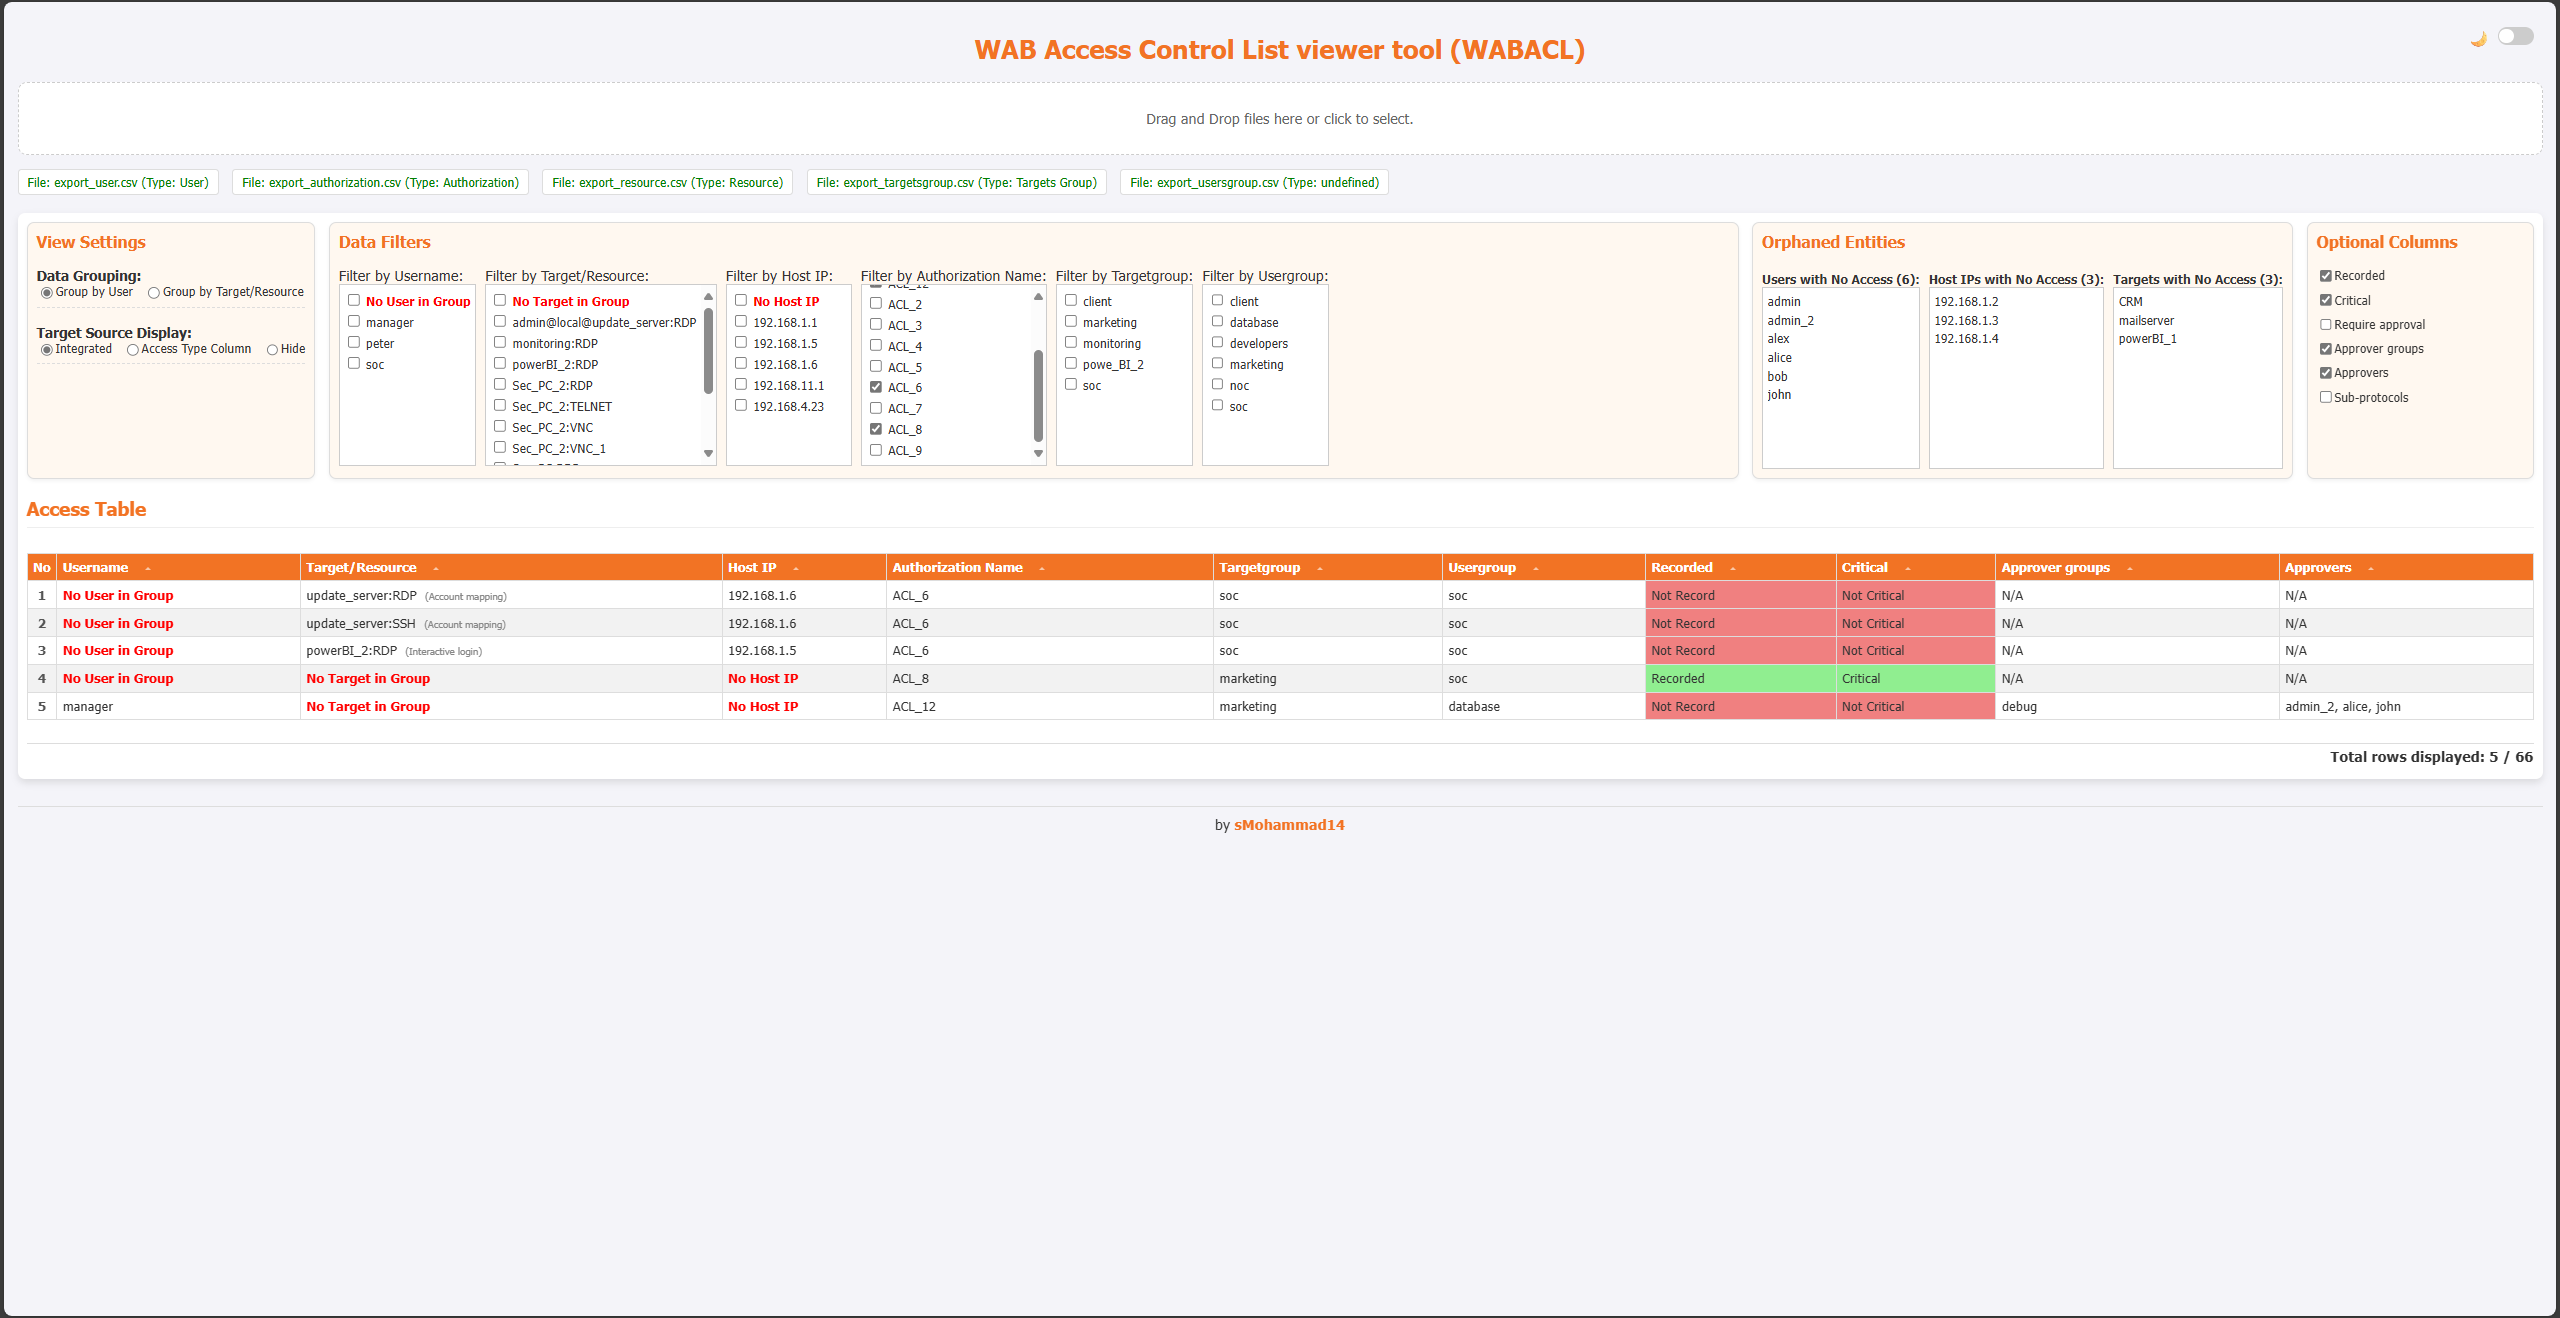 WAB Access Control List viewer tool (WABACL)
Drag and Drop files here or click to select.
File: export_user.csv (Type: User)
File: export_authorization.csv (Type: Authorization)
File: export_resource.csv (Type: Resource)
File: export_targetsgroup.csv (Type: Targets Group)
File: export_usersgroup.csv (Type: undefined)
View Settings
Data Grouping:
Group by User Group by Target/Resource
Target Source Display:
Integrated Access Type Column Hide
Data Filters
Filter by Username:
No User in Group
manager
peter
soc
Filter by Target/Resource:
No Target in Group
admin@local@update_server:RDP
monitoring:RDP
powerBI_2:RDP
Sec_PC_2:RDP
Sec_PC_2:TELNET
Sec_PC_2:VNC
Sec_PC_2:VNC_1
Filter by Host IP:
No Host IP
192.168.1.1
192.168.1.5
192.168.1.6
192.168.11.1
192.168.4.23
Filter by Authorization Name:
ACL_12
ACL_2
ACL_3
ACL_4
ACL_5
ACL_6
ACL_7
ACL_8
ACL_9
Filter by Targetgroup:
client
marketing
monitoring
powe_BI_2
soc
Filter by Usergroup:
client
database
developers
marketing
noc
soc
Orphaned Entities
Users with No Access (6):
admin
admin_2
alex
alice
bob
john
Host IPs with No Access (3):
192.168.1.2
192.168.1.3
192.168.1.4
Targets with No Access (3):
CRM
mailserver
powerBI_1
Optional Columns
Recorded
Critical
Require approval
Approver groups
Approvers
Sub-protocols
Access Table
No Username Target/Resource Host IP Authorization Name Targetgroup Usergroup Recorded Critical Approver groups Approvers
1 No User in Group update_server:RDP (Account mapping) 192.168.1.6 ACL_6 soc soc Not Record Not Critical N/A N/A
2 No User in Group update_server:SSH (Account mapping) 192.168.1.6 ACL_6 soc soc Not Record Not Critical N/A N/A
3 No User in Group powerBI_2:RDP (Interactive login) 192.168.1.5 ACL_6 soc soc Not Record Not Critical N/A N/A
4 No User in Group No Target in Group No Host IP ACL_8 marketing soc Recorded Critical N/A N/A
5 manager No Target in Group No Host IP ACL_12 marketing database Not Record Not Critical debug admin_2, alice, john
Total rows displayed: 5 / 66
by sMohammad14